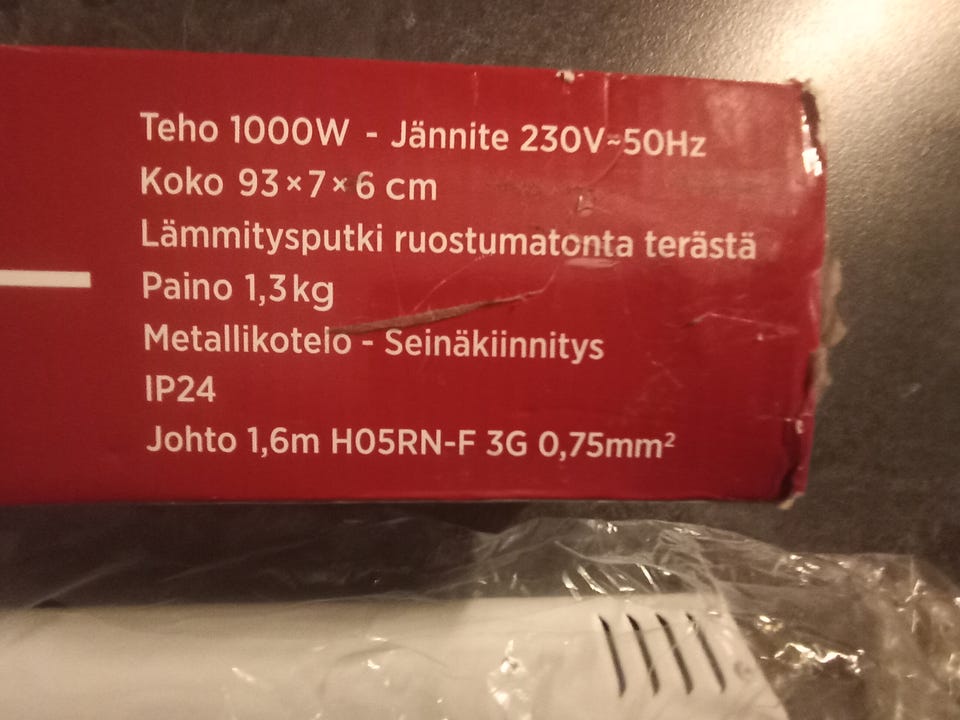 Teho 1000W - Jännite 230V~50Hz
Koko 93×7×6 cm
Lämmitysputki ruostumatonta terästä
Paino 1,3kg
Metallikotelo - Seinäkiinnitys
IP24
Johto 1,6m H05RN-F 3G 0,75mm²